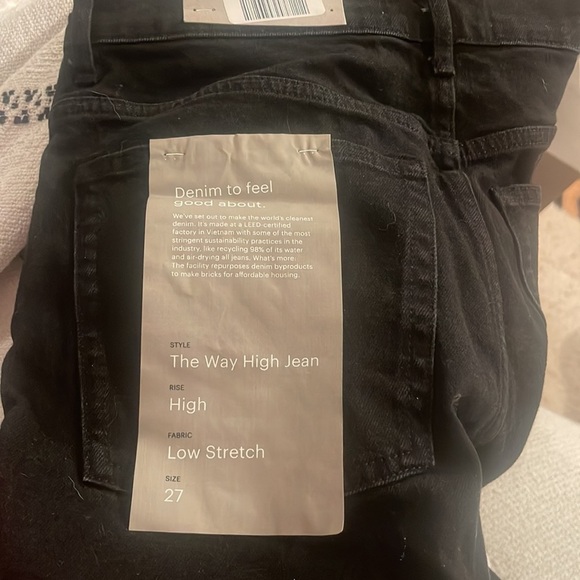 Denim to feel
good about.
We've set out to make the world's cleanest
denim. It's made at a LEED-certified
factory in Vietnam with some of the most
stringent sustainability practices in the
industry, like recycling 98% of its water
and air-drying all jeans. What's more:
The facility repurposes denim byproducts
to make bricks for affordable housing.
STYLE
The Way High Jean
RISE
High
FABRIC
Low Stretch
SIZE
27